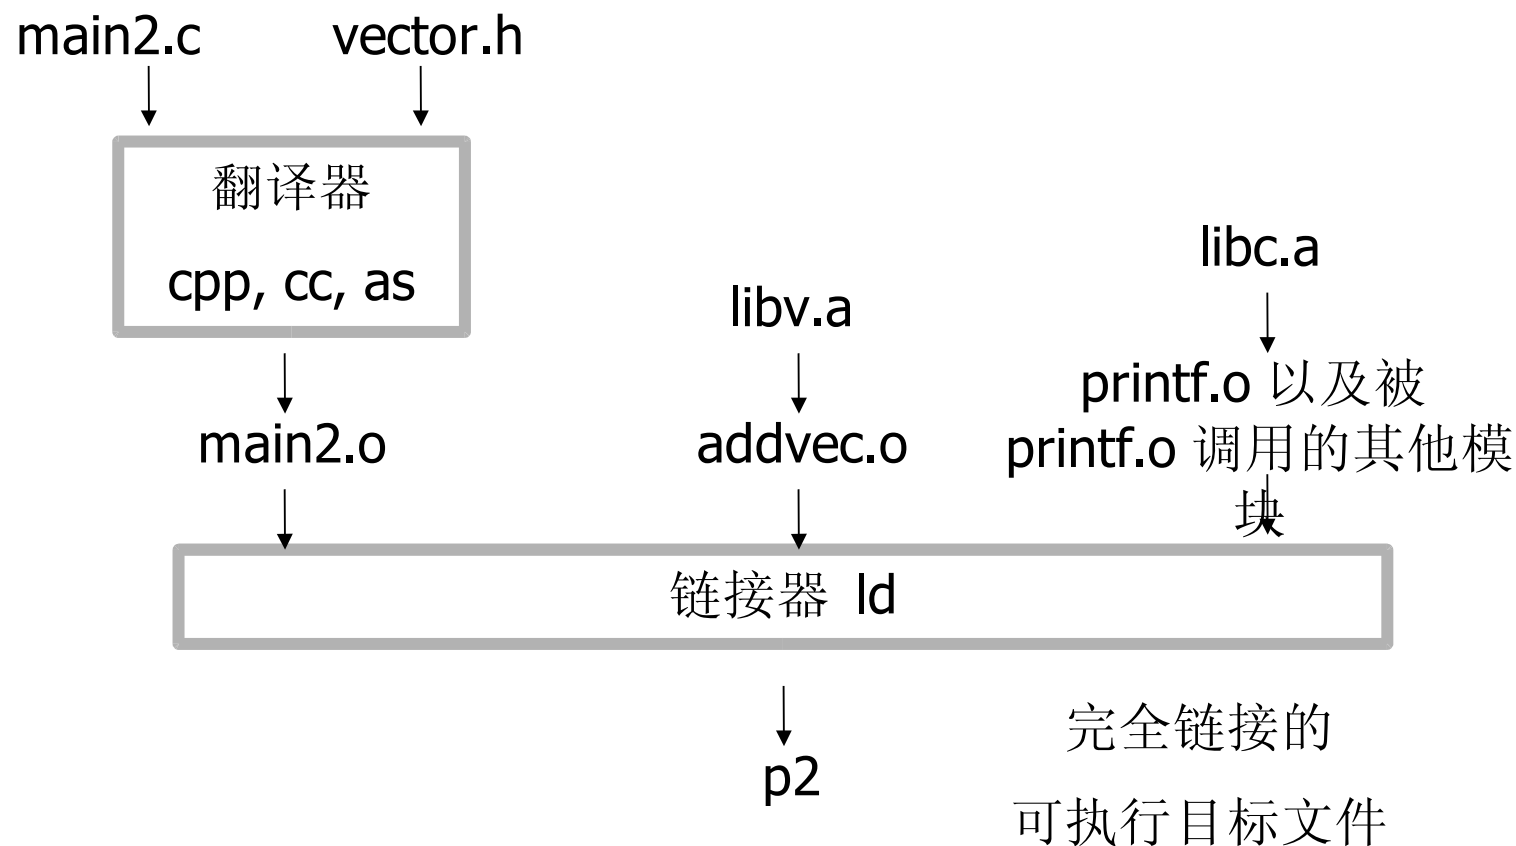 main2.c
vector.h
翻译器
cpp, cc, as
main2.o
libv.a
addvec.o
libc.a
printf.o 以及被
printf.o 调用的其他模
块
链接器 ld
p2
完全链接的
可执行目标文件